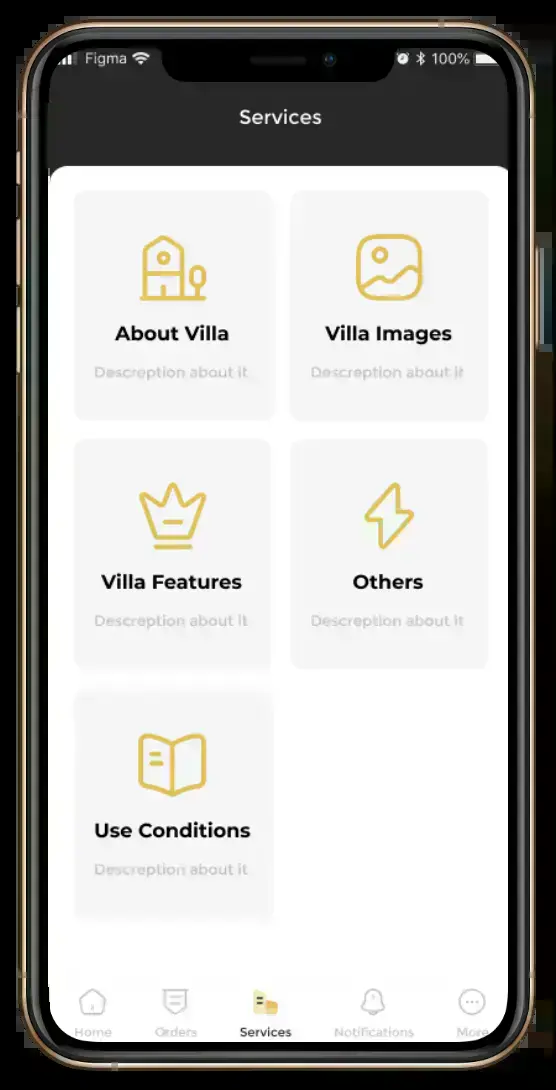 Figma 100%
Services
About Villa Villa Images
Descreption about it Descreption about it
Villa Features Others
Descreption about it Descreption about it
Use Conditions
Descreption about it
Home Orders Services Notifications More